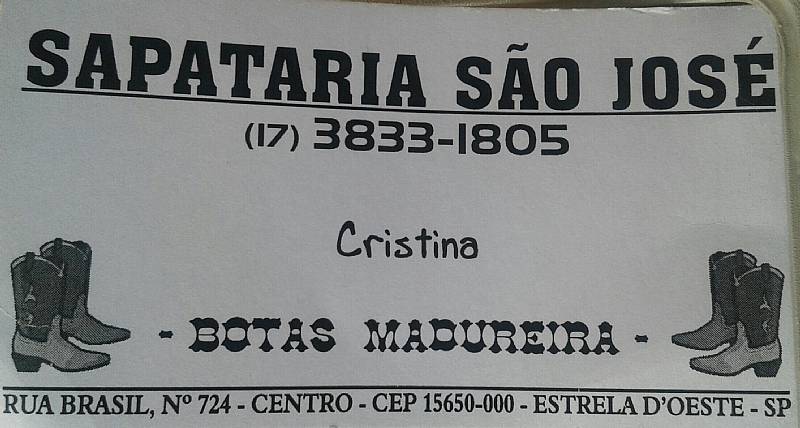 SAPATARIA SÃO JOSÉ
(17) 3833-1805
Cristina
- BOTAS MADUREIRA -
RUA BRASIL, Nº 724 - CENTRO - CEP 15650-000 - ESTRELA D'OESTE - SP